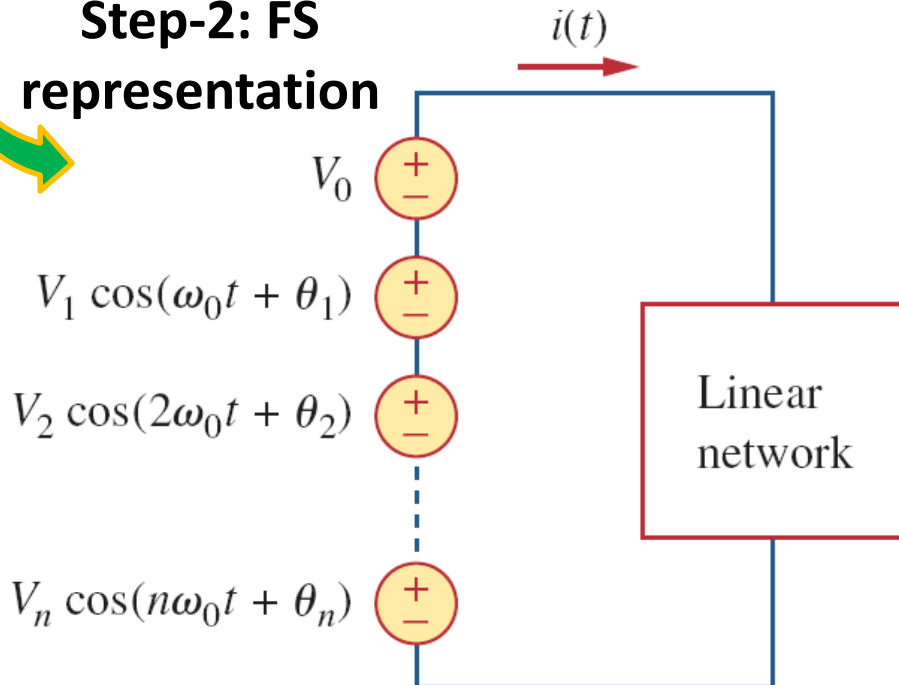 Step-2: FS
representation
i(t)
V₀
+
−
V₁ cos(ω₀t + θ₁)
+
−
V₂ cos(2ω₀t + θ₂)
+
−
Linear
network
Vₙ cos(nω₀t + θₙ)
+
−